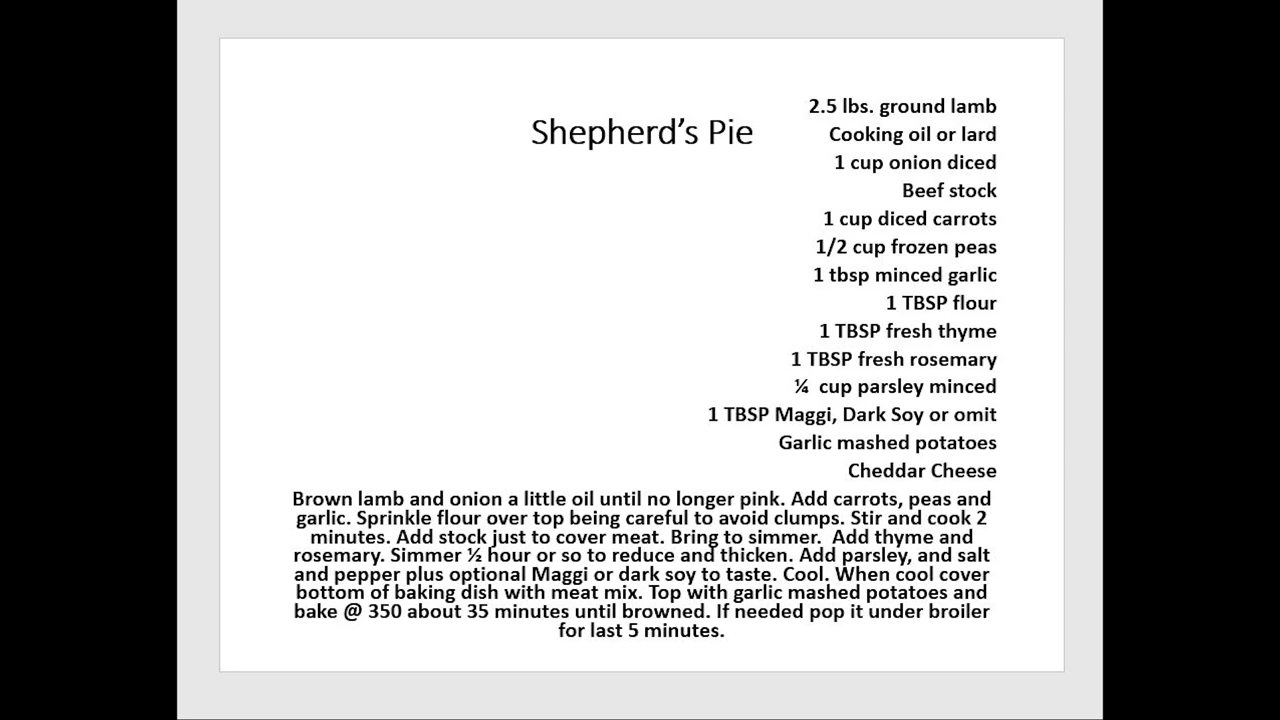 Shepherd’s Pie
2.5 lbs. ground lamb
Cooking oil or lard
1 cup onion diced
Beef stock
1 cup diced carrots
1/2 cup frozen peas
1 tbsp minced garlic
1 TBSP flour
1 TBSP fresh thyme
1 TBSP fresh rosemary
¼  cup parsley minced
1 TBSP Maggi, Dark Soy or omit
Garlic mashed potatoes
Cheddar Cheese
Brown lamb and onion a little oil until no longer pink. Add carrots, peas and
garlic. Sprinkle flour over top being careful to avoid clumps. Stir and cook 2
minutes. Add stock just to cover meat. Bring to simmer.  Add thyme and
rosemary. Simmer ½ hour or so to reduce and thicken. Add parsley, and salt
and pepper plus optional Maggi or dark soy to taste. Cool. When cool cover
bottom of baking dish with meat mix. Top with garlic mashed potatoes and
bake @ 350 about 35 minutes until browned. If needed pop it under broiler
for last 5 minutes.